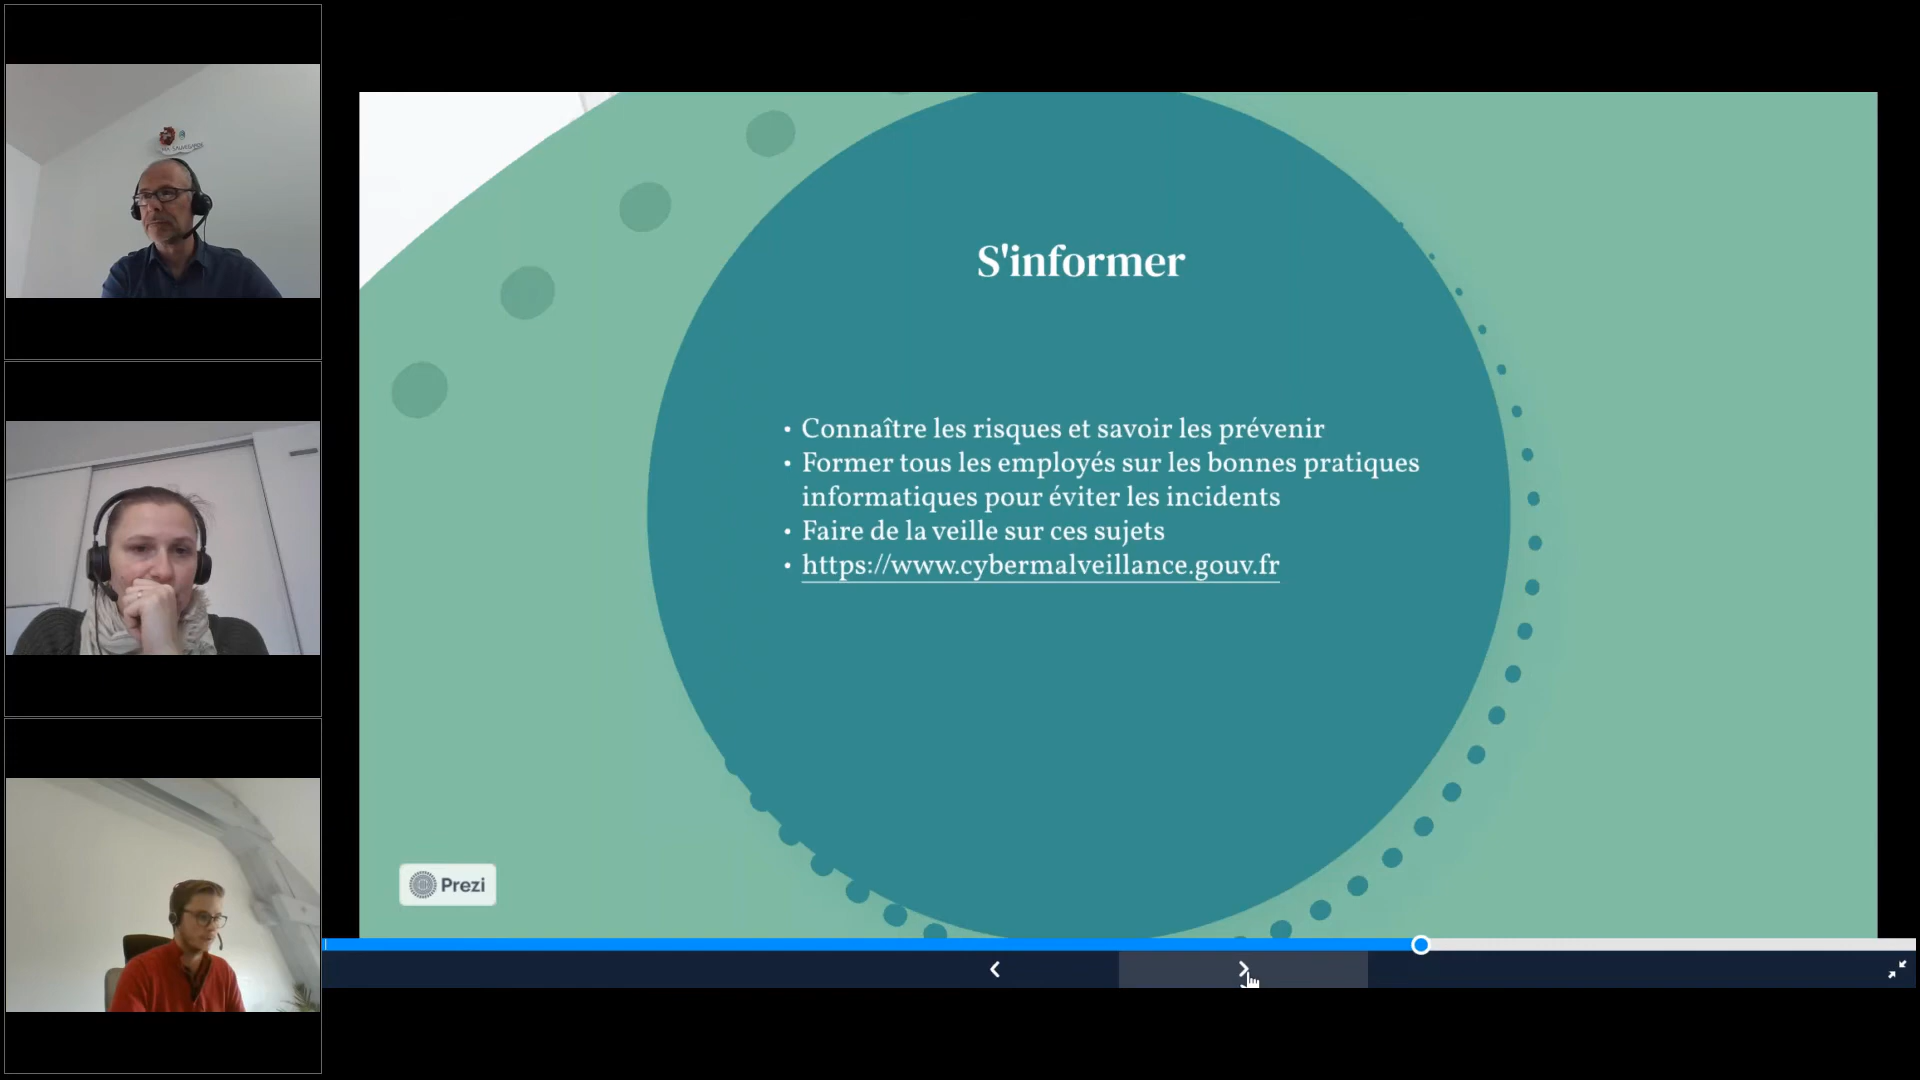 S'informer
• Connaître les risques et savoir les prévenir
• Former tous les employés sur les bonnes pratiques
informatiques pour éviter les incidents
• Faire de la veille sur ces sujets
• https://www.cybermalveillance.gouv.fr
Prezi